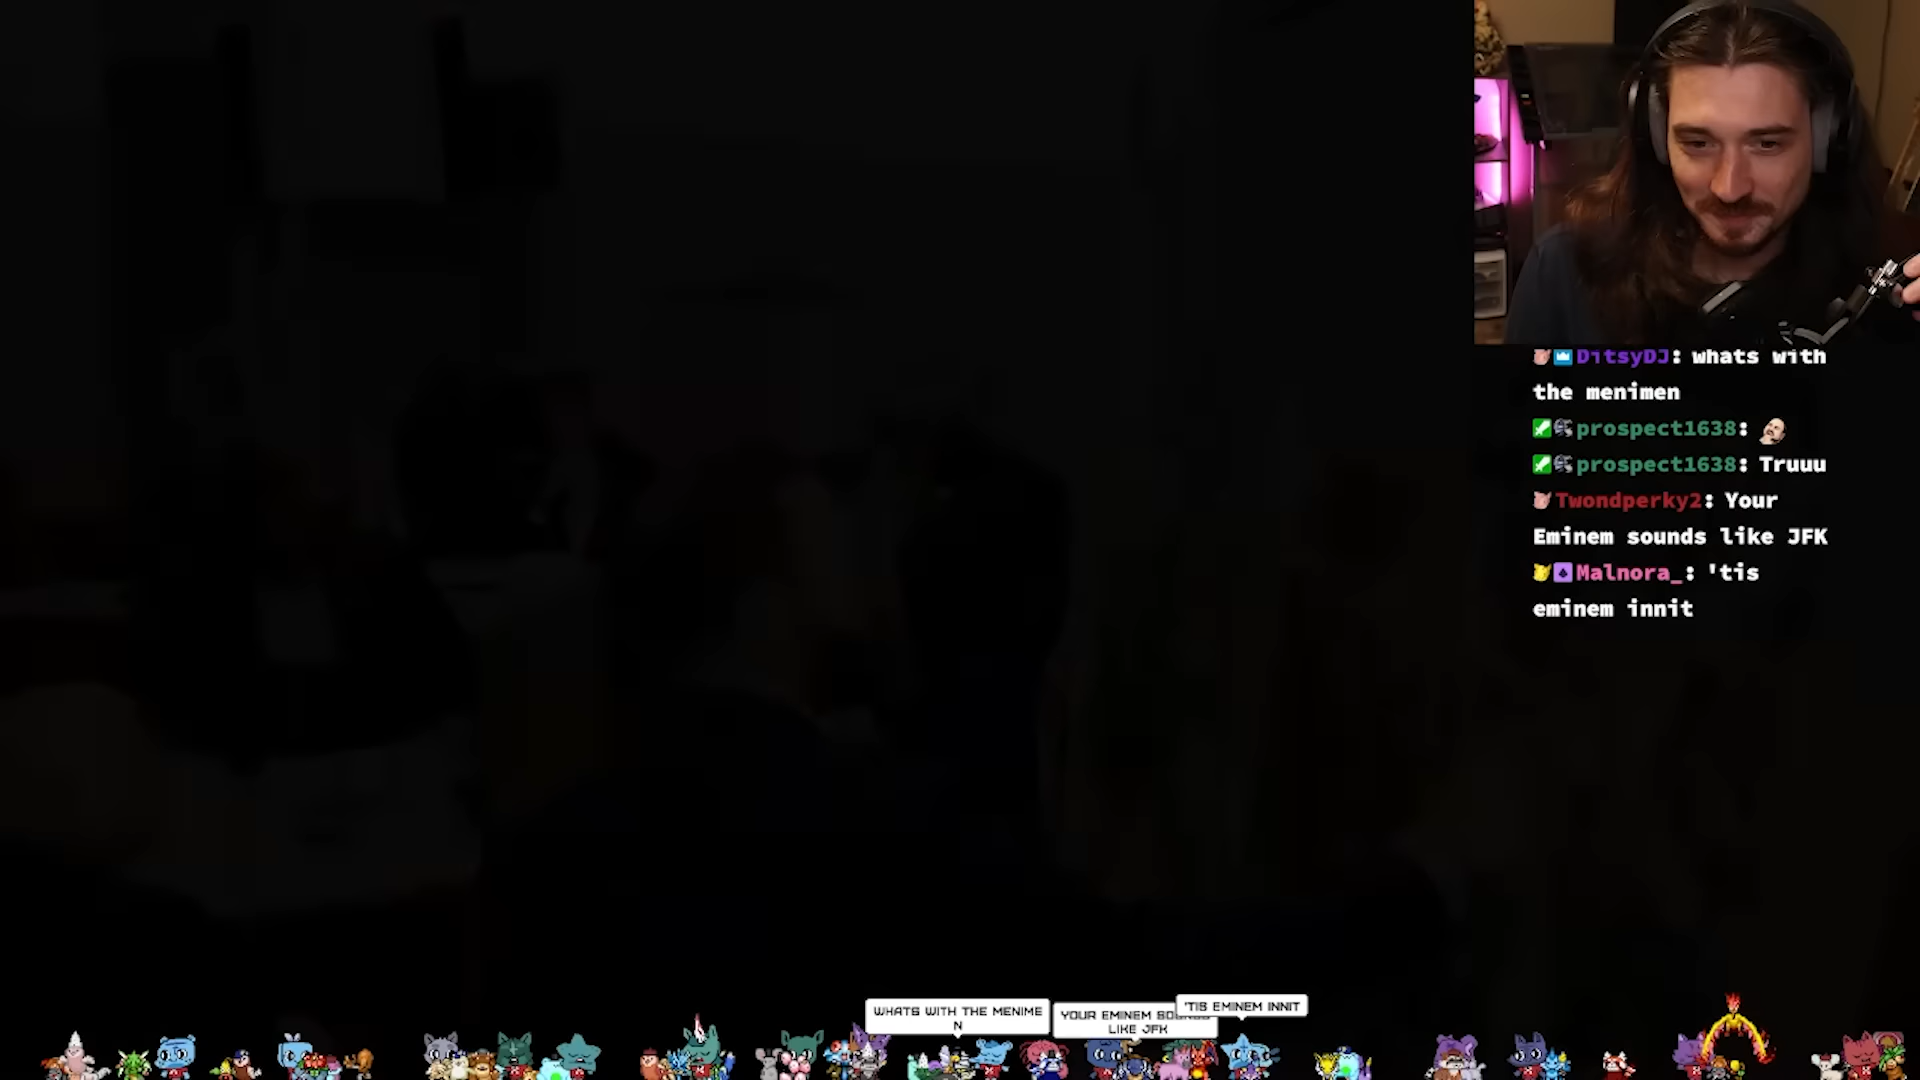 DitsyDJ: whats with
the menimen
prospect1638:
prospect1638: Truuu
Twondperky2: Your
Eminem sounds like JFK
Malnora_: 'tis
eminem innit
WHATS WITH THE MENIME
N
YOUR EMINEM
LIKE JFK
'TIS EMINEM INNIT